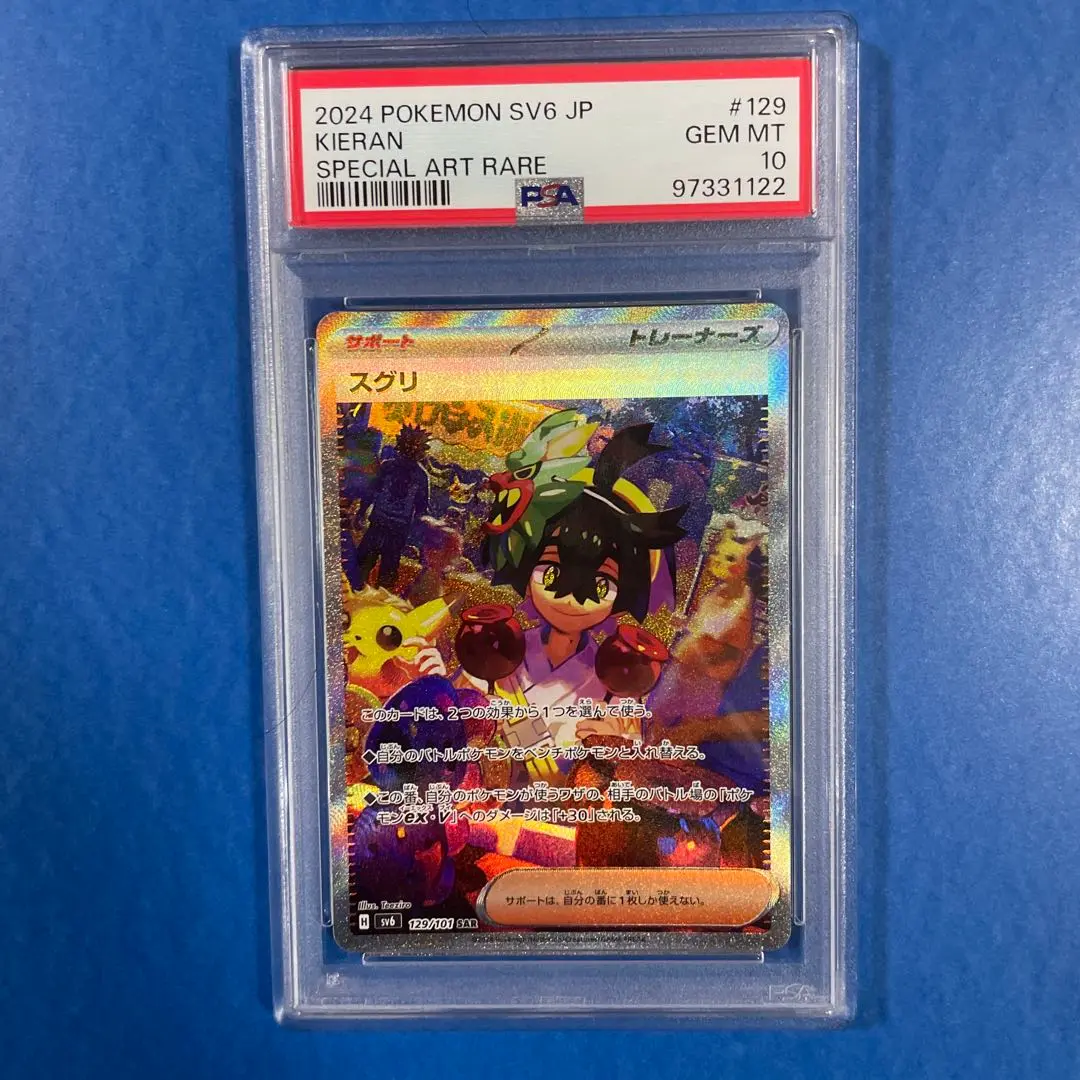 2024 POKEMON SV6 JP #129
KIERAN GEM MT
SPECIAL ART RARE 10
PSA 97331122
サポート トレーナーズ
スグリ
このカードは、2つの効果から1つを選んで使う。
◆自分のバトルポケモンをベンチポケモンと入れ替える。
◆この番、自分のポケモンが使うワザの、相手のバトル場の「ポケ
モンex・V」へのダメージは「+30」される。
サポートは、自分の番に1枚しか使えない。
Illus. Teeziro
H sv6 129/101 SAR
PSA